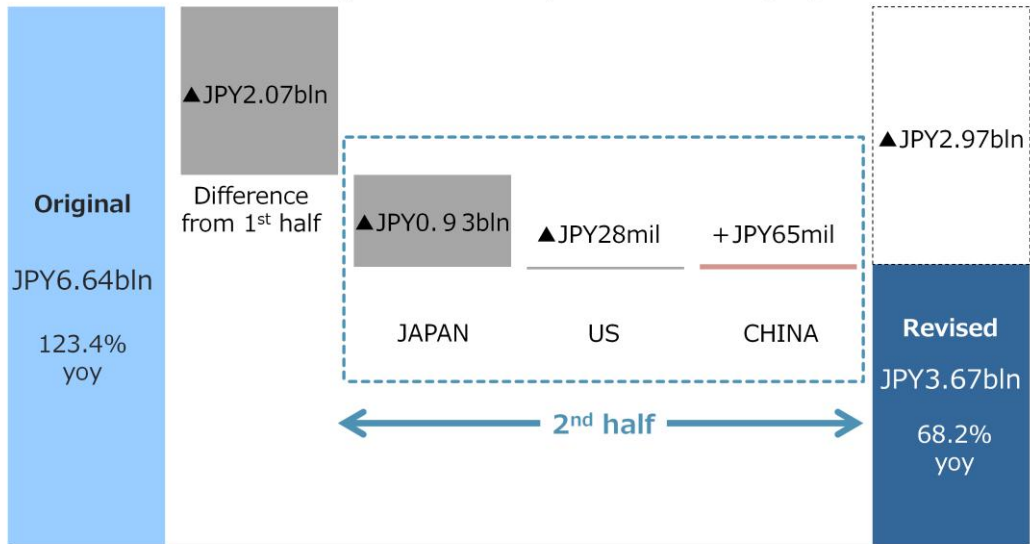 Original
JPY6.64bln
123.4%
yoy
▲JPY2.07bln
Difference
from 1st half
▲JPY0. 9 3bln
JAPAN
▲JPY28mil
US
+JPY65mil
CHINA
2nd half
▲JPY2.97bln
Revised
JPY3.67bln
68.2%
yoy